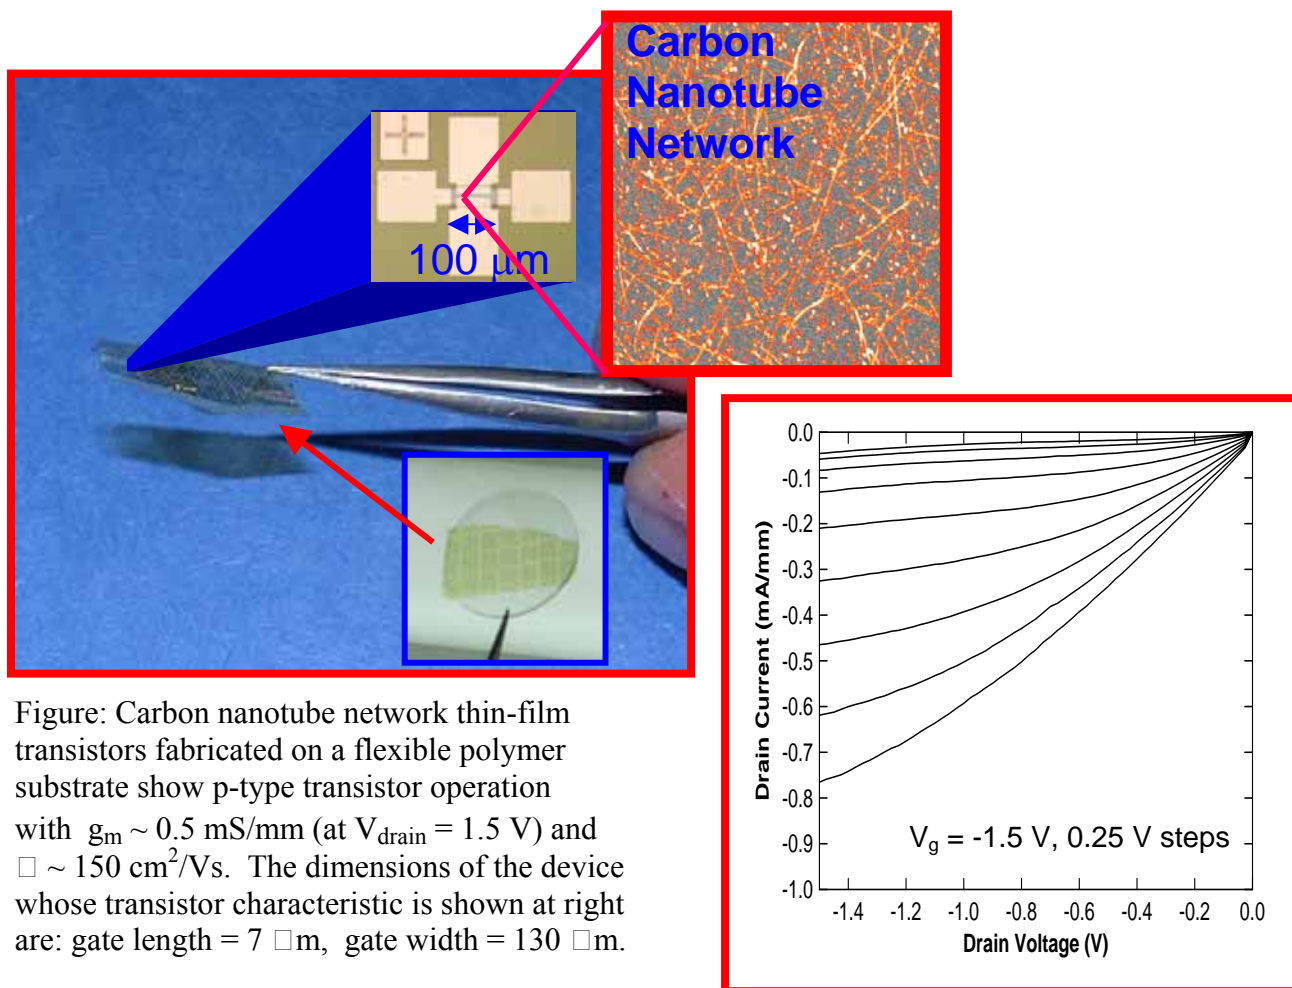 Carbon
Nanotube
Network
100 μm
Figure: Carbon nanotube network thin-film
transistors fabricated on a flexible polymer
substrate show p-type transistor operation
with g_m ~ 0.5 mS/mm (at V_drain = 1.5 V) and
□ ~ 150 cm²/Vs. The dimensions of the device
whose transistor characteristic is shown at right
are: gate length = 7 □m, gate width = 130 □m.
Drain Current (mA/mm)
0.0
-0.1
-0.2
-0.3
-0.4
-0.5
-0.6
-0.7
-0.8
-0.9
-1.0
V_g = -1.5 V, 0.25 V steps
-1.4 -1.2 -1.0 -0.8 -0.6 -0.4 -0.2 0.0
Drain Voltage (V)